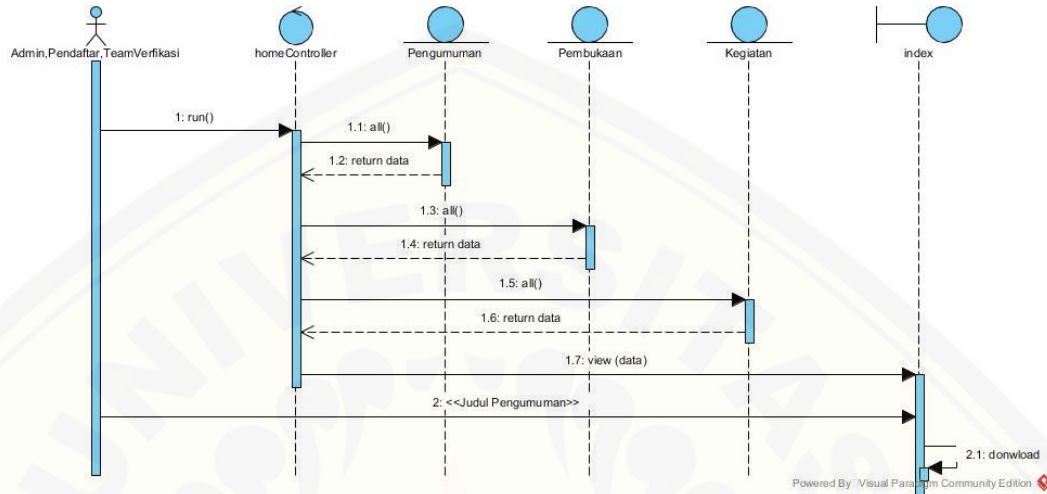 Admin,Pendaftar,TeamVerfikasi
homeController
Pengumuman
Pembukaan
Kegiatan
index
1: run()
1.1: all()
1.2: return data
1.3: all()
1.4: return data
1.5: all()
1.6: return data
1.7: view (data)
2: <<Judul Pengumuman>>
2.1: donwload
UNIVERSITAS
Powered By Visual Paradigm Community Edition